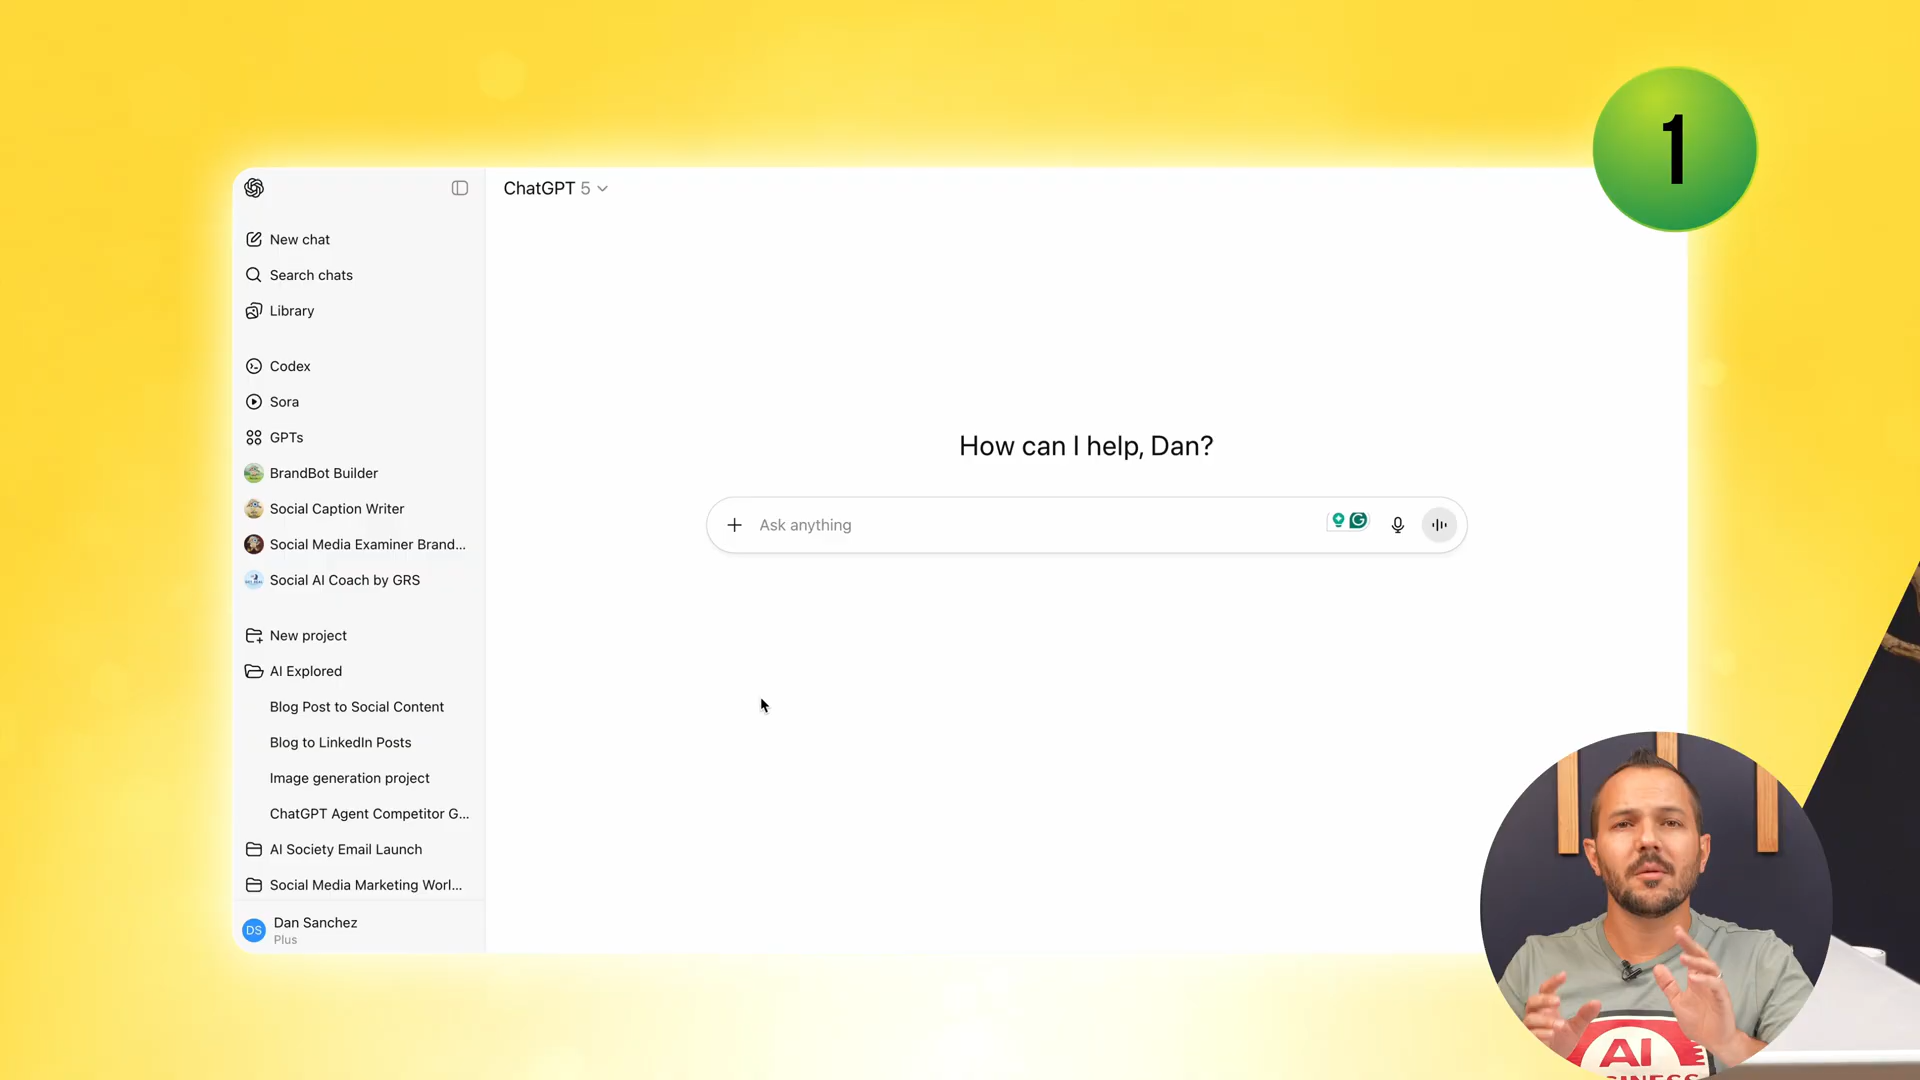 1
ChatGPT 5
New chat
Search chats
Library
Codex
Sora
GPTs
BrandBot Builder
Social Caption Writer
Social Media Examiner Brand...
Social AI Coach by GRS
New project
AI Explored
Blog Post to Social Content
Blog to LinkedIn Posts
Image generation project
ChatGPT Agent Competitor G...
AI Society Email Launch
Social Media Marketing Worl...
DS
Dan Sanchez
Plus
How can I help, Dan?
Ask anything
AI